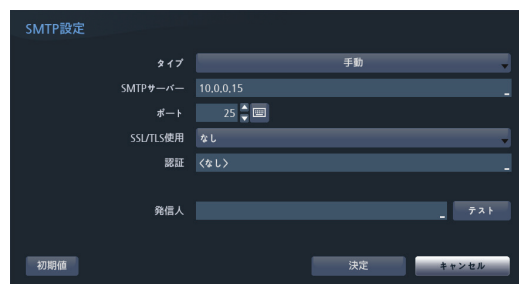 SMTP設定
タイプ 手動
SMTPサーバー 10,0,0,15
ポート 25
SSL/TLS使用 なし
認証 〈なし〉
発信人 テスト
初期値 決定 キャンセル